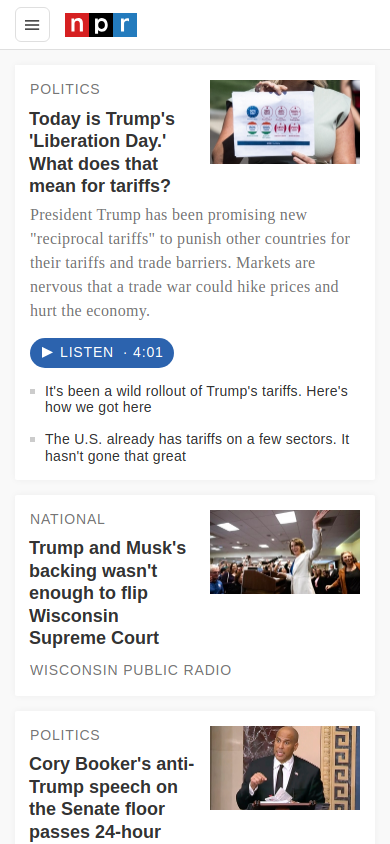 npr
POLITICS
Today is Trump's
'Liberation Day.'
What does that
mean for tariffs?
President Trump has been promising new
"reciprocal tariffs" to punish other countries for
their tariffs and trade barriers. Markets are
nervous that a trade war could hike prices and
hurt the economy.
LISTEN · 4:01
It's been a wild rollout of Trump's tariffs. Here's
how we got here
The U.S. already has tariffs on a few sectors. It
hasn't gone that great
NATIONAL
Trump and Musk's
backing wasn't
enough to flip
Wisconsin
Supreme Court
WISCONSIN PUBLIC RADIO
POLITICS
Cory Booker's anti-
Trump speech on
the Senate floor
passes 24-hour